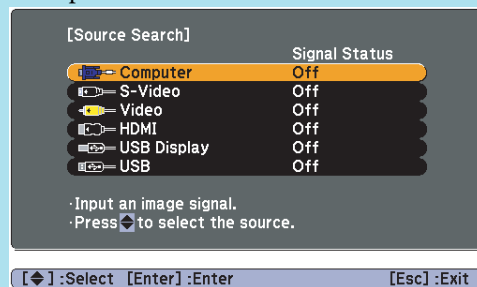 [Source Search]
Signal Status
Computer Off
S-Video Off
Video Off
HDMI Off
USB Display Off
USB Off
·Input an image signal.
·Press to select the source.
[◆] :Select [Enter] :Enter [Esc] :Exit